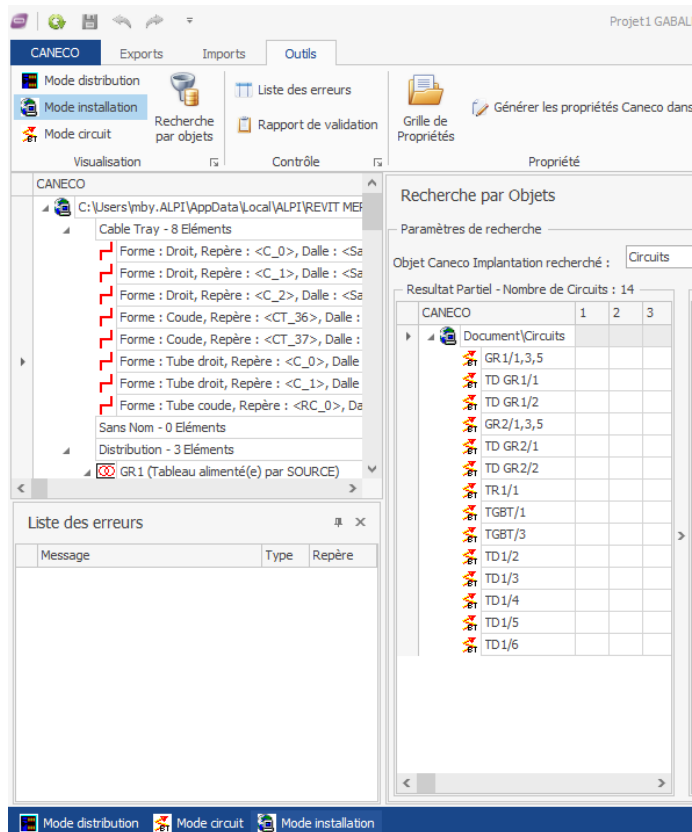 Projet1 GABAL
CANECO Exports Imports Outils
Mode distribution
Mode installation
Mode circuit
Recherche
par objets
Visualisation
Liste des erreurs
Rapport de validation
Contrôle
Grille de
Propriétés
Générer les propriétés Caneco dans
Propriété
CANECO
C:\Users\mby.ALPI\AppData\Local\ALPI\REVIT MEP
Cable Tray - 8 Eléments
Forme : Droit, Repère : <C_0>, Dalle : <Sa
Forme : Droit, Repère : <C_1>, Dalle : <Sa
Forme : Droit, Repère : <C_2>, Dalle : <Sa
Forme : Coude, Repère : <CT_36>, Dalle :
Forme : Coude, Repère : <CT_37>, Dalle :
Forme : Tube droit, Repère : <C_0>, Dalle
Forme : Tube droit, Repère : <C_1>, Dalle
Forme : Tube coude, Repère : <RC_0>, Da
Sans Nom - 0 Eléments
Distribution - 3 Eléments
GR1 (Tableau alimenté(e) par SOURCE)
Liste des erreurs
Message Type Repère
Recherche par Objets
Paramètres de recherche
Objet Caneco Implantation recherché : Circuits
Resultat Partiel - Nombre de Circuits : 14
CANECO 1 2 3
Document\Circuits
GR1/1,3,5
TD GR1/1
TD GR1/2
GR2/1,3,5
TD GR2/1
TD GR2/2
TR1/1
TGBT/1
TGBT/3
TD1/2
TD1/3
TD1/4
TD1/5
TD1/6
Mode distribution Mode circuit Mode installation